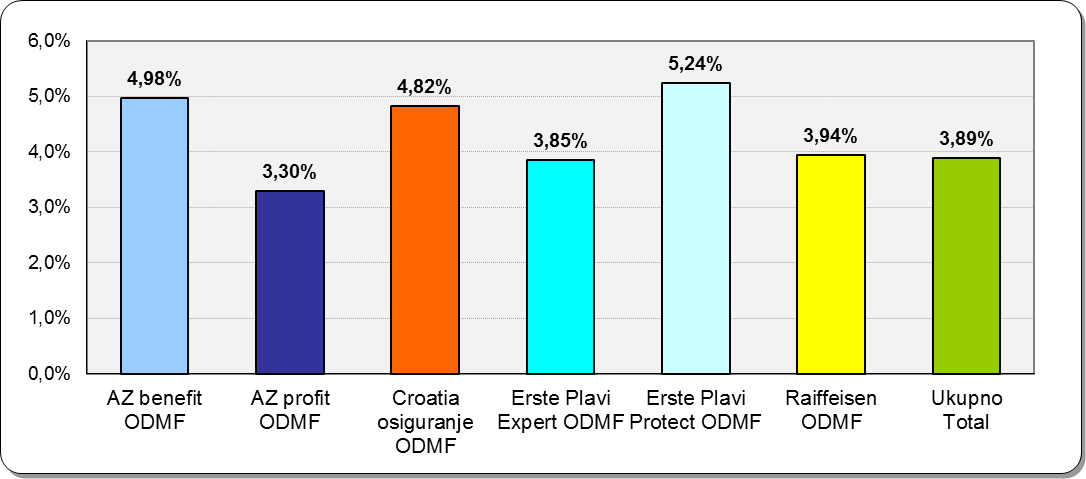 6,0%
5,0%
4,0%
3,0%
2,0%
1,0%
0,0%
4,98%
3,30%
4,82%
3,85%
5,24%
3,94%
3,89%
AZ benefit
ODMF
AZ profit
ODMF
Croatia
osiguranje
ODMF
Erste Plavi
Expert ODMF
Erste Plavi
Protect ODMF
Raiffeisen
ODMF
Ukupno
Total